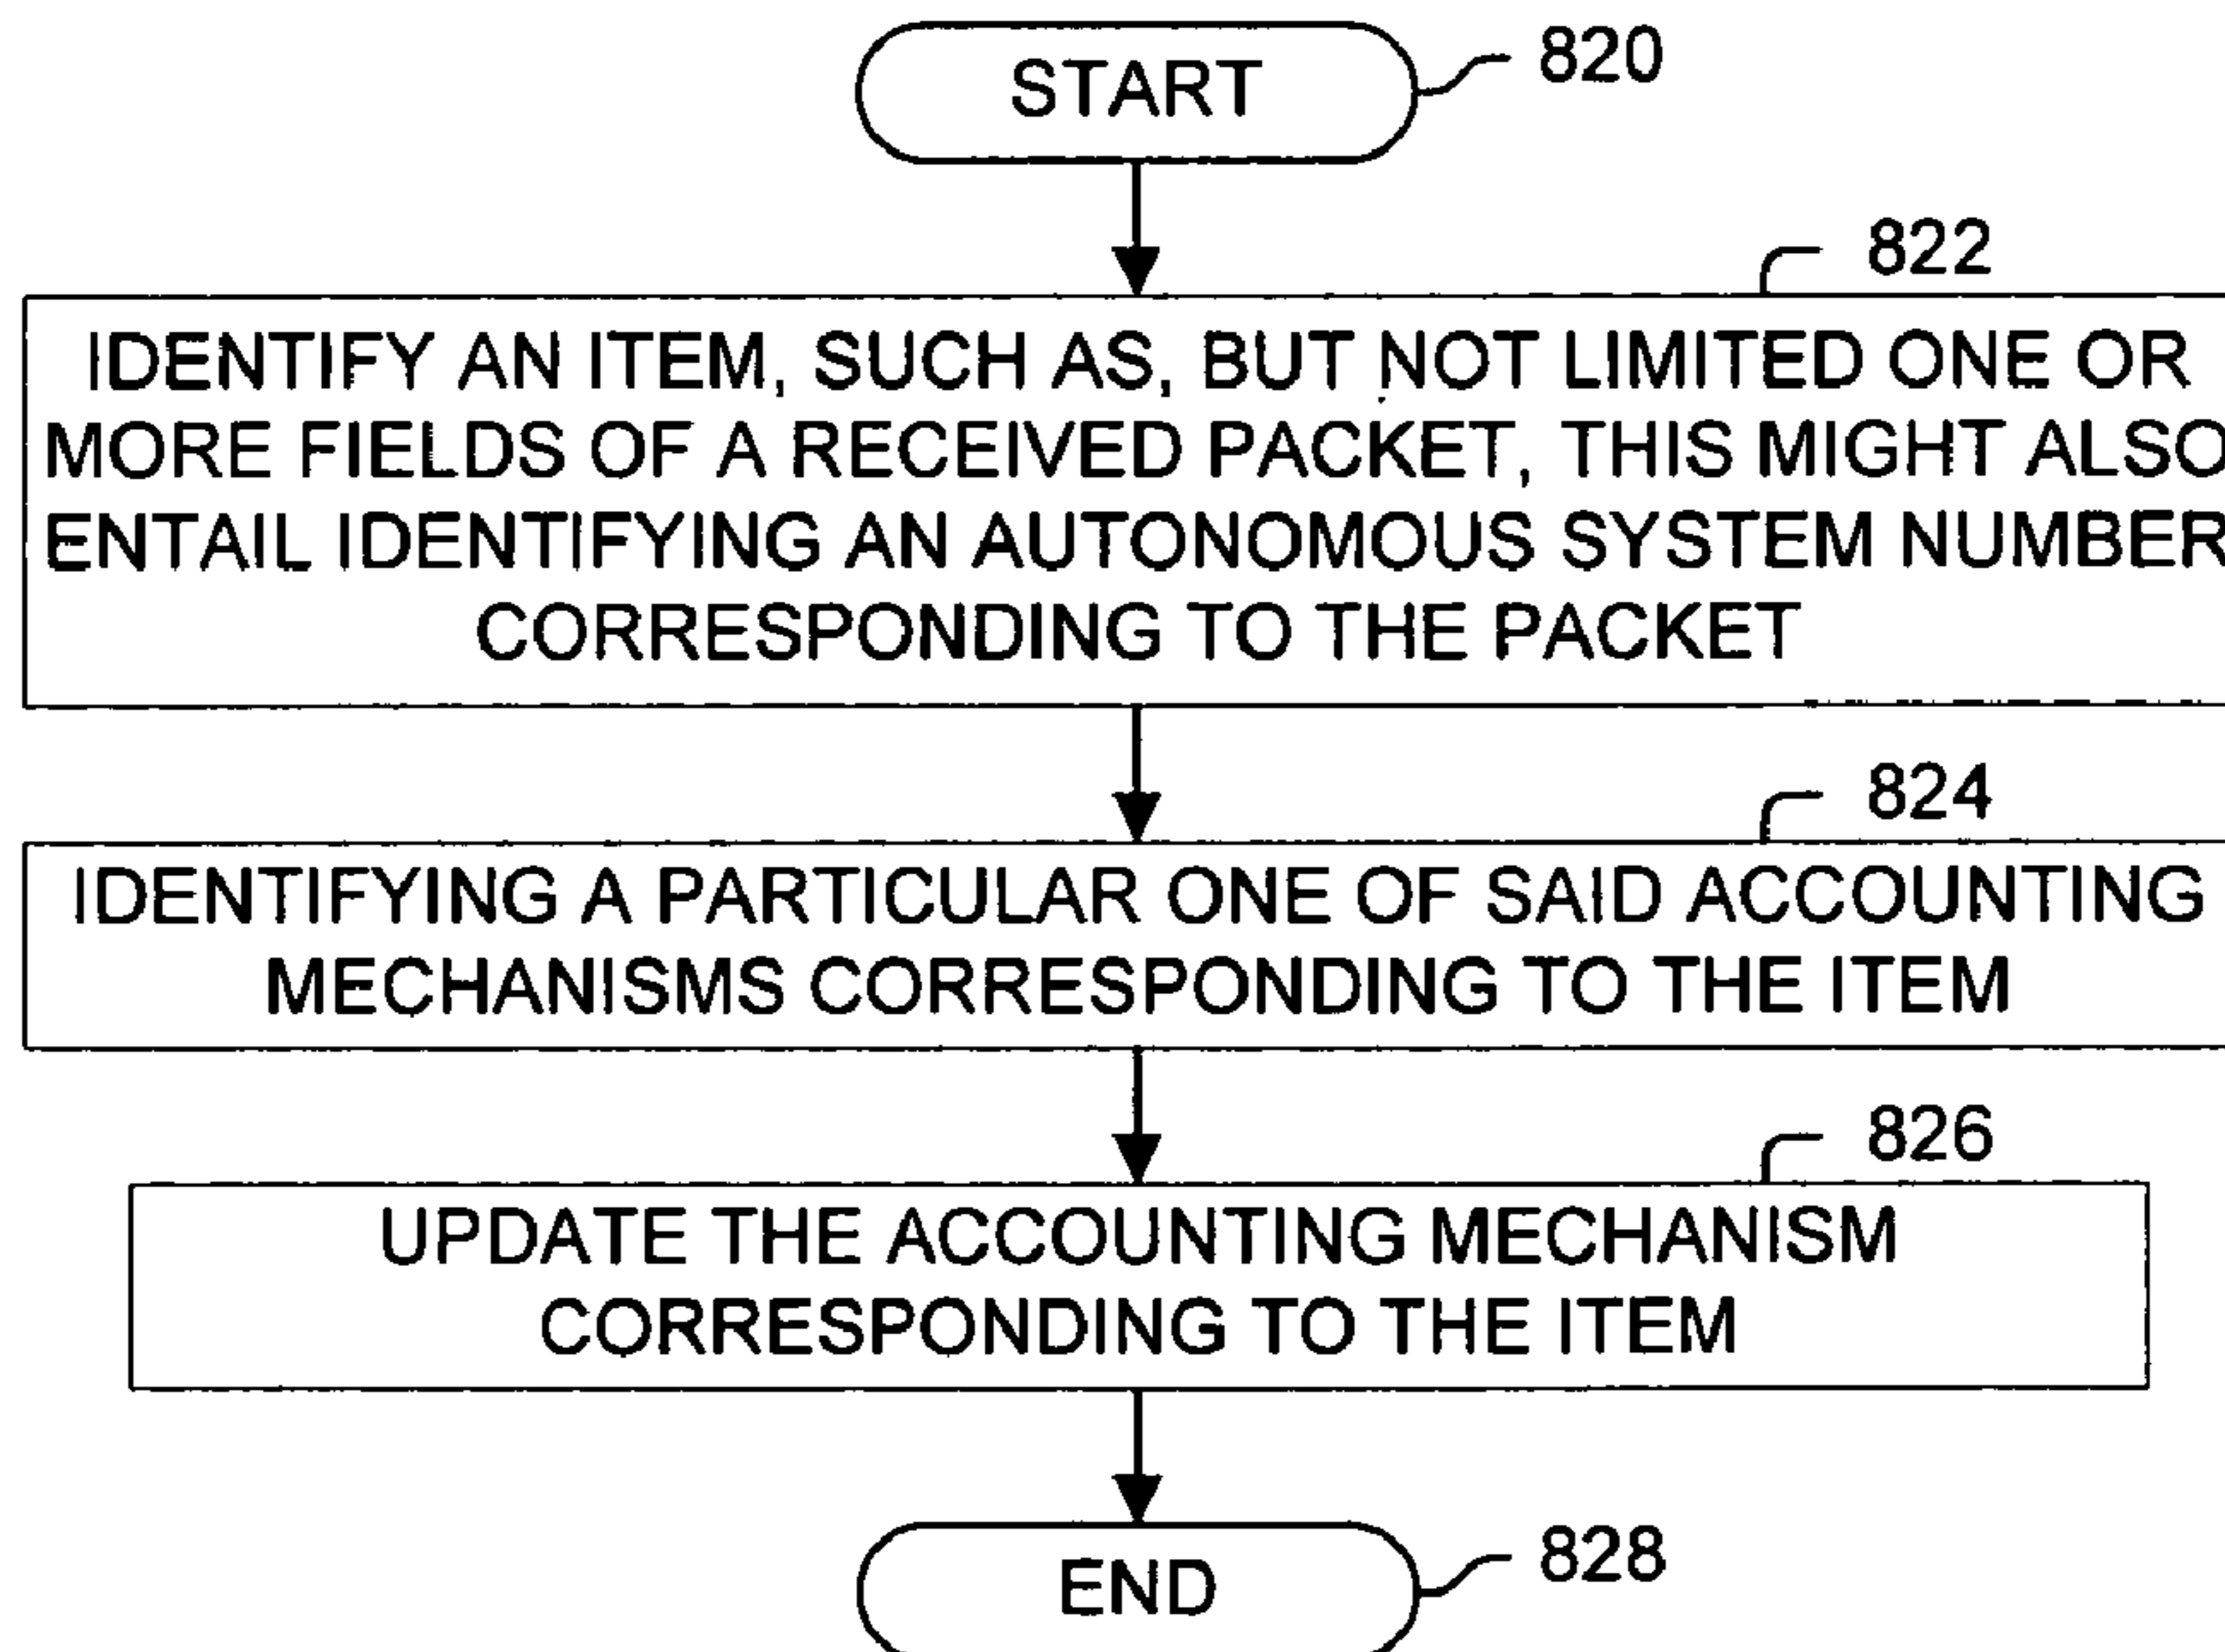 START
820
822
IDENTIFY AN ITEM, SUCH AS, BUT NOT LIMITED ONE OR
MORE FIELDS OF A RECEIVED PACKET, THIS MIGHT ALSO
ENTAIL IDENTIFYING AN AUTONOMOUS SYSTEM NUMBER
CORRESPONDING TO THE PACKET
824
IDENTIFYING A PARTICULAR ONE OF SAID ACCOUNTING
MECHANISMS CORRESPONDING TO THE ITEM
826
UPDATE THE ACCOUNTING MECHANISM
CORRESPONDING TO THE ITEM
END
828